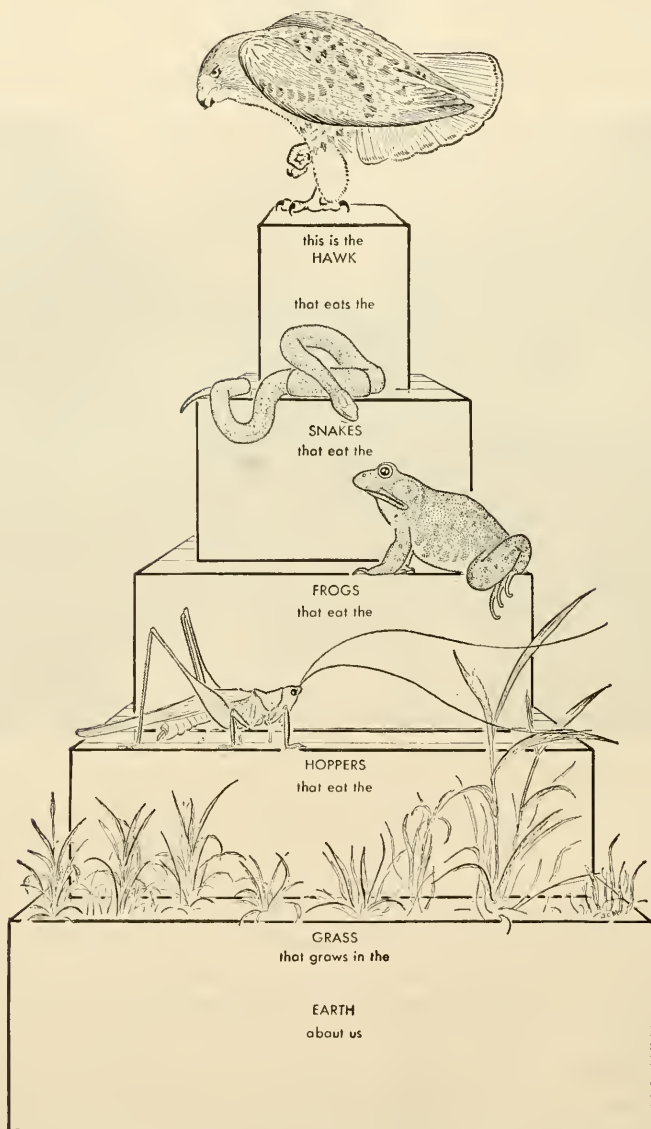 this is the
HAWK
that eats the
SNAKES
that eat the
FROGS
that eat the
HOPPERS
that eat the
GRASS
that grows in the
EARTH
about us